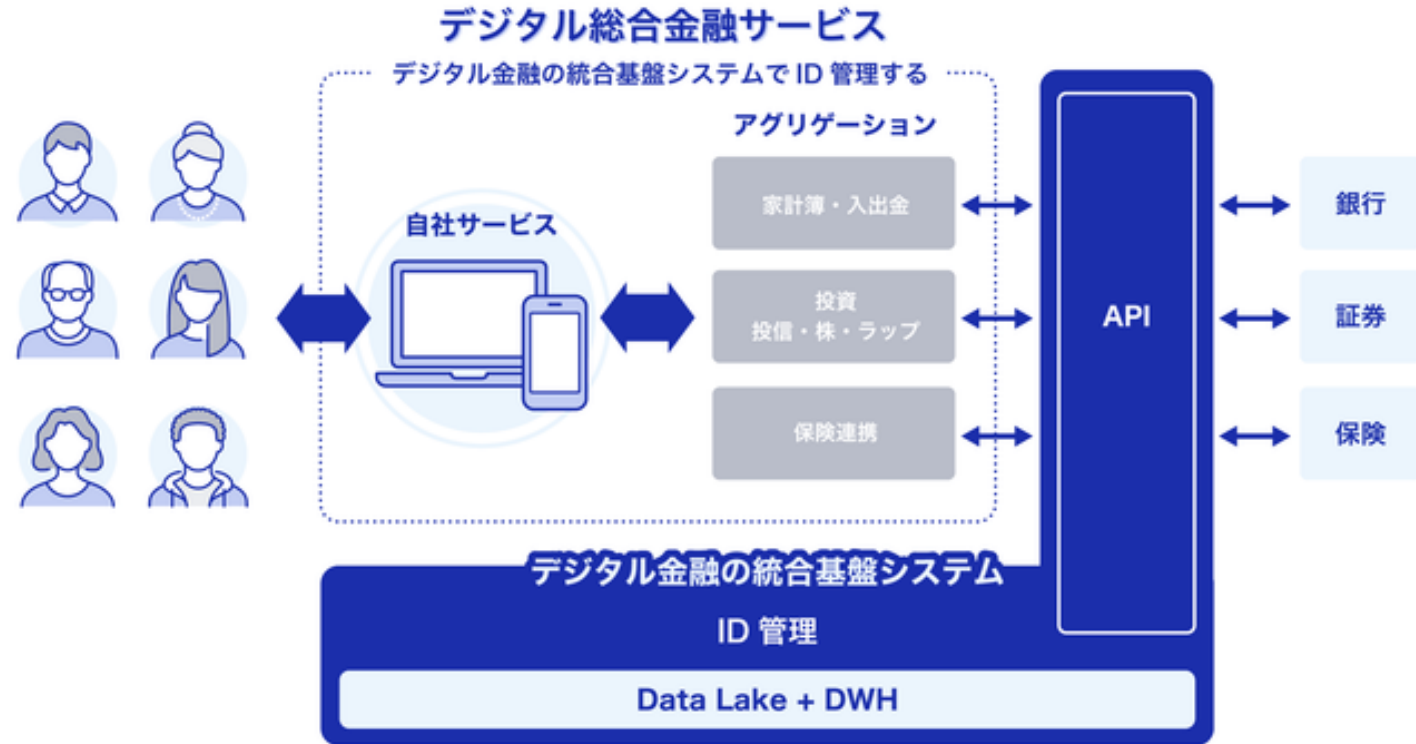 デジタル総合金融サービス
デジタル金融の統合基盤システムで ID 管理する
アグリゲーション
自社サービス
家計簿・入出金
投資
投信・株・ラップ
保険連携
API
銀行
証券
保険
デジタル金融の統合基盤システム
ID 管理
Data Lake + DWH